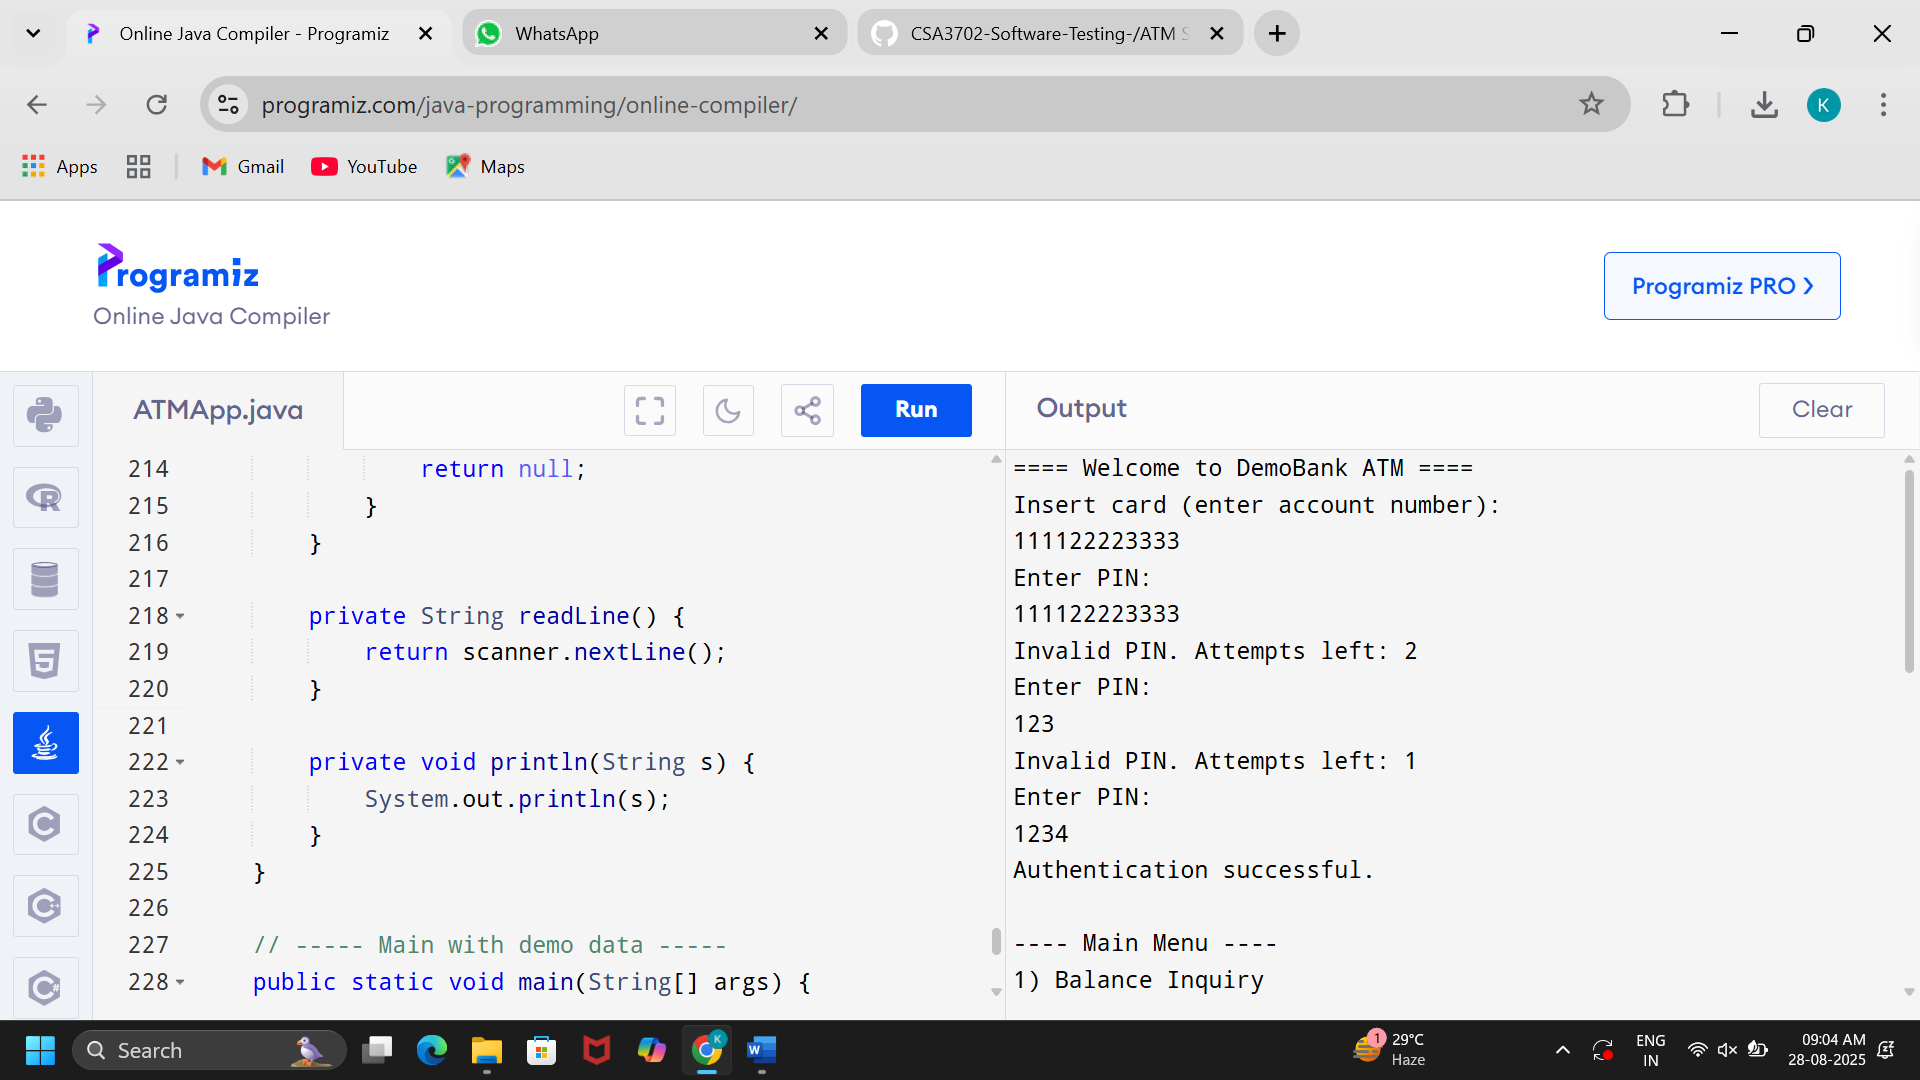 Online Java Compiler - Programiz
WhatsApp
CSA3702-Software-Testing-/ATM S
programiz.com/java-programming/online-compiler/
K
Apps
Gmail
YouTube
Maps
Programiz
Online Java Compiler
Programiz PRO ❯
ATMApp.java
Run
Output
Clear
214 return null;
215 }
216 }
217
218 private String readLine() {
219 return scanner.nextLine();
220 }
221
222 private void println(String s) {
223 System.out.println(s);
224 }
225 }
226
227 // ----- Main with demo data -----
228 public static void main(String[] args) {
==== Welcome to DemoBank ATM ====
Insert card (enter account number):
111122223333
Enter PIN:
111122223333
Invalid PIN. Attempts left: 2
Enter PIN:
123
Invalid PIN. Attempts left: 1
Enter PIN:
1234
Authentication successful.
---- Main Menu ----
1) Balance Inquiry
Search
K
1
29°C
Haze
ENG
IN
09:04 AM
28-08-2025